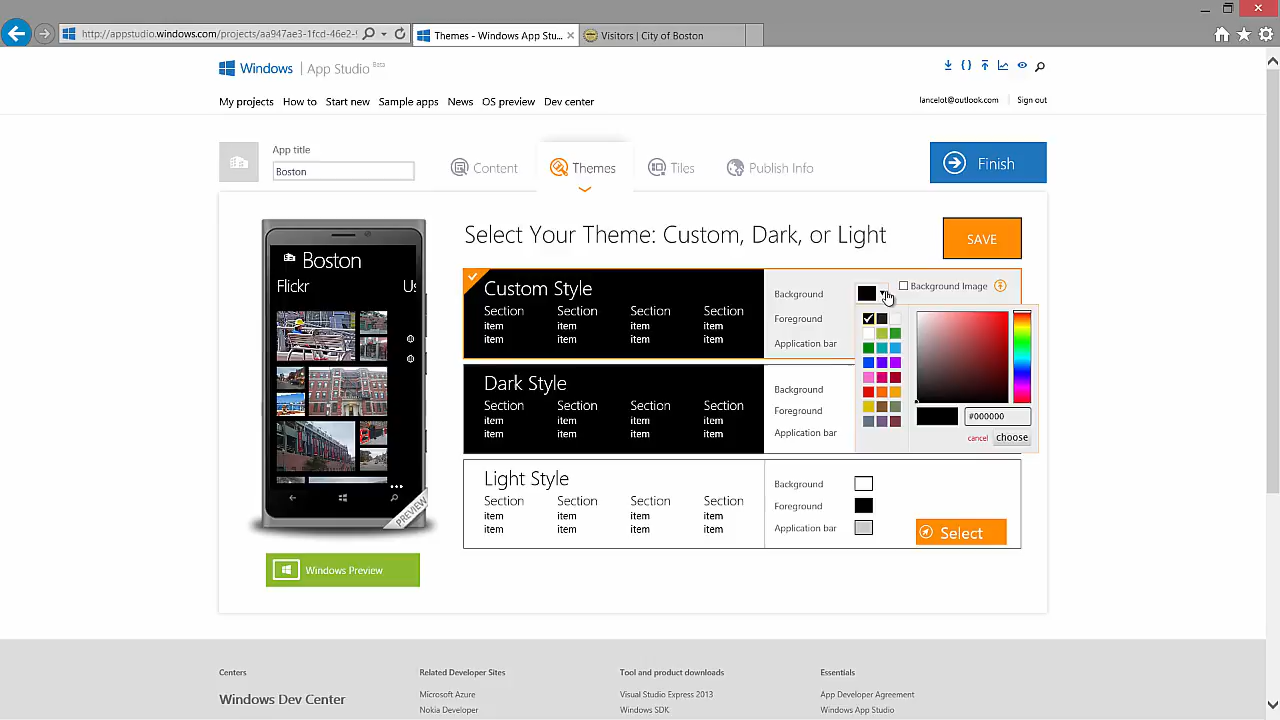 http://appstudio.windows.com/projects/aa947ae3-1fcd-46e2-
Themes - Windows App Stu...
Visitors | City of Boston
Windows | App Studio Beta
My projects
How to
Start new
Sample apps
News
OS preview
Dev center
lancelot@outlook.com
Sign out
App title
Boston
Content
Themes
Tiles
Publish Info
Finish
Select Your Theme: Custom, Dark, or Light
SAVE
Boston
Flickr
Us
PREVIEW
Windows Preview
Custom Style
Section Section Section Section
item item item item
item item item item
Background
Foreground
Application bar
Background Image
#000000
cancel
choose
Dark Style
Section Section Section Section
item item item item
item item item item
Background
Foreground
Application bar
Light Style
Section Section Section Section
item item item item
item item item item
Background
Foreground
Application bar
Select
Centers
Windows Dev Center
Related Developer Sites
Microsoft Azure
Nokia Developer
Tool and product downloads
Visual Studio Express 2013
Windows SDK
Essentials
App Developer Agreement
Windows App Studio